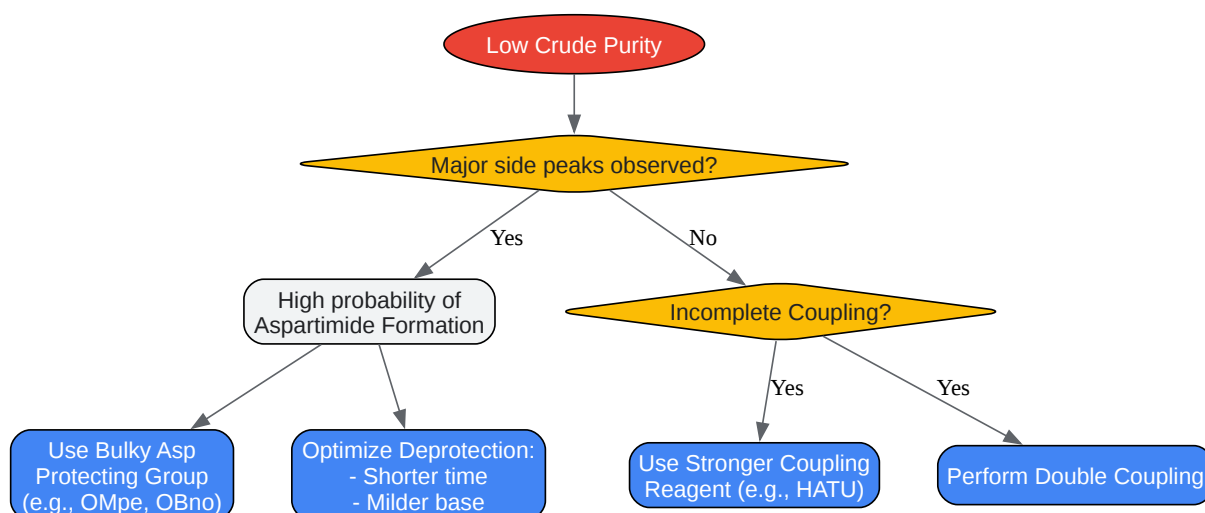 Low Crude Purity
Major side peaks observed?
Yes
No
High probability of
Aspartimide Formation
Incomplete Coupling?
Yes
Yes
Use Bulky Asp
Protecting Group
(e.g., OMpe, OBno)
Optimize Deprotection:
- Shorter time
- Milder base
Use Stronger Coupling
Reagent (e.g., HATU)
Perform Double Coupling